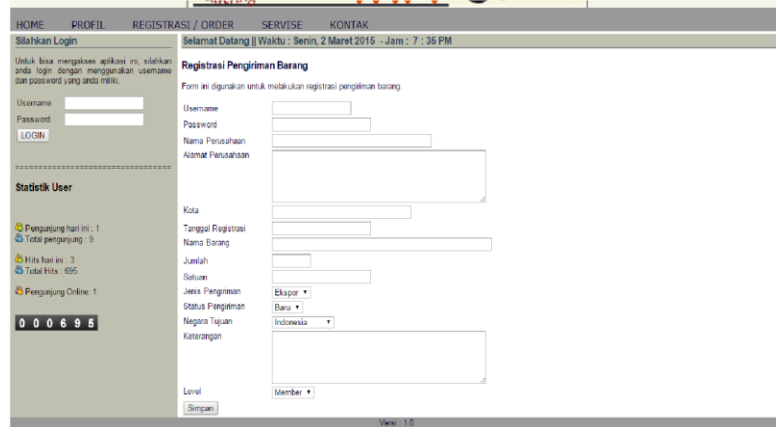 HOME PROFIL REGISTRASI / ORDER SERVISE KONTAK
Silahkan Login
Untuk bisa mengakses aplikasi ini, silahkan
anda login dengan menggunakan username
dan password yang anda miliki.
Username
Password
LOGIN
==================================
Statistik User
Pengunjung hari ini : 1
Total pengunjung : 9
Hits hari ini : 3
Total Hits : 695
Pengunjung Online: 1
0 0 0 6 9 5
Selamat Datang || Waktu : Senin, 2 Maret 2015 - Jam : 7 : 35 PM
Registrasi Pengiriman Barang
Form ini digunakan untuk melakukan registrasi pengiriman barang.
Username
Password
Nama Perusahaan
Alamat Perusahaan
Kota
Tanggal Registrasi
Nama Barang
Jumlah
Satuan
Jenis Pengiriman Ekspor
Status Pengiriman Baru
Negara Tujuan Indonesia
Keterangan
Level Member
Simpan
Versi : 1.0